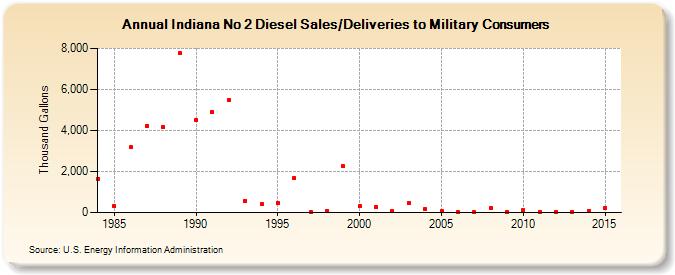 Annual Indiana No 2 Diesel Sales/Deliveries to Military Consumers
Thousand Gallons
8,000
6,000
4,000
2,000
0
1985 1990 1995 2000 2005 2010 2015
Source: U.S. Energy Information Administration